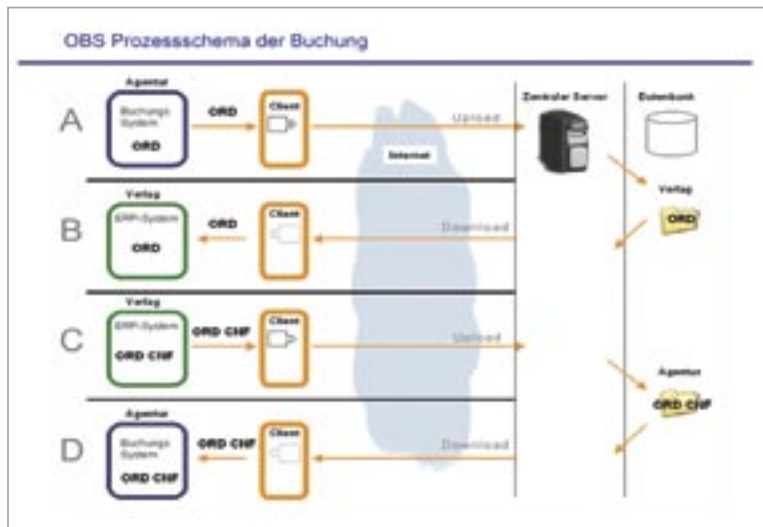 OBS Prozessschema der Buchung
Agentur
Zentraler Server
Datenbank
A
Buchungs
System
ORD
ORD
Client
Upload
Internet
Verlag
ORD
B
Verlag
ERP-System
ORD
ORD
Client
Download
C
Verlag
ERP-System
ORD CNF
ORD CNF
Client
Upload
Agentur
ORD CNF
D
Agentur
Buchungs
System
ORD CNF
ORD CNF
Client
Download